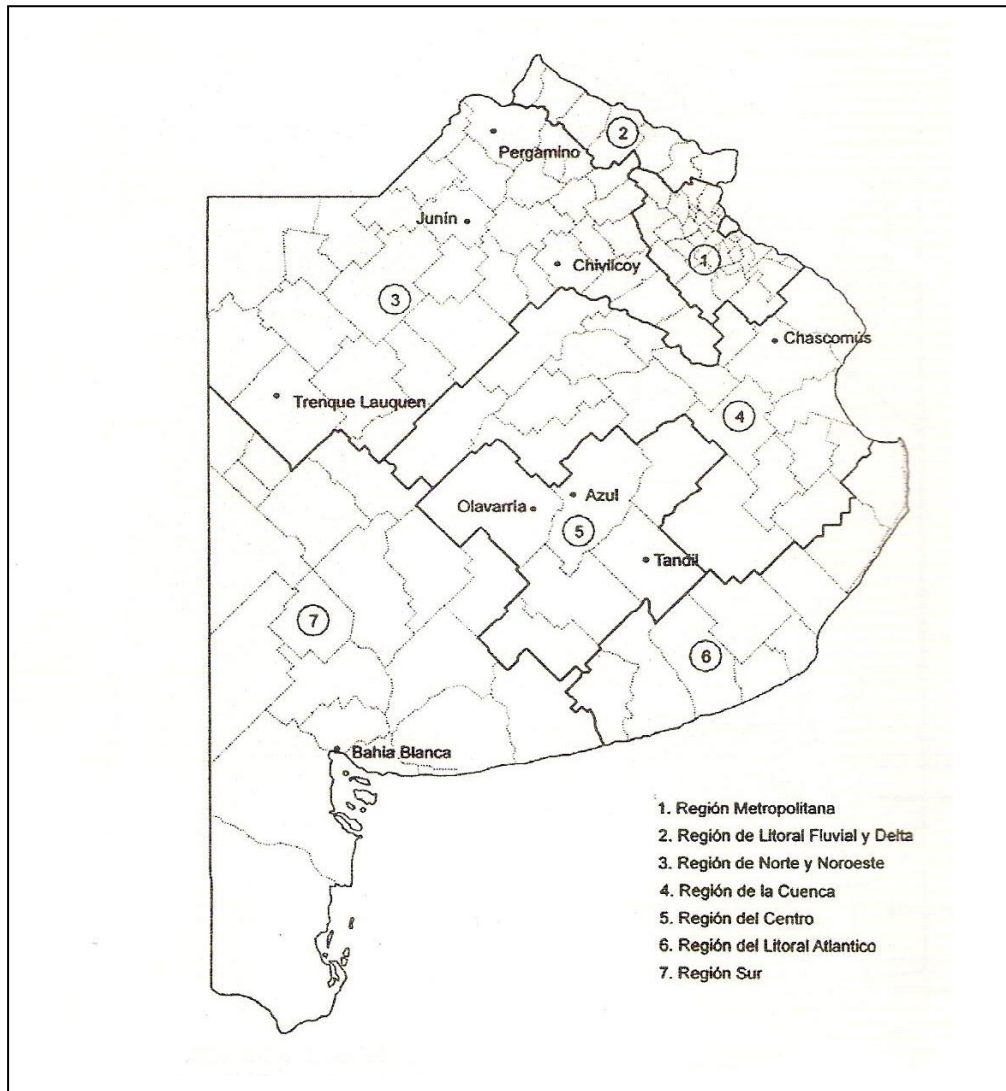 2
Pergamino
Junín
1
Chivilcoy
3
Chascomús
Trenque Lauquen
4
Azul
Olavarría
5
Tandil
7
6
Bahía Blanca
1. Región Metropolitana
2. Región de Litoral Fluvial y Delta
3. Región de Norte y Noroeste
4. Región de la Cuenca
5. Región del Centro
6. Región del Litoral Atlantico
7. Región Sur